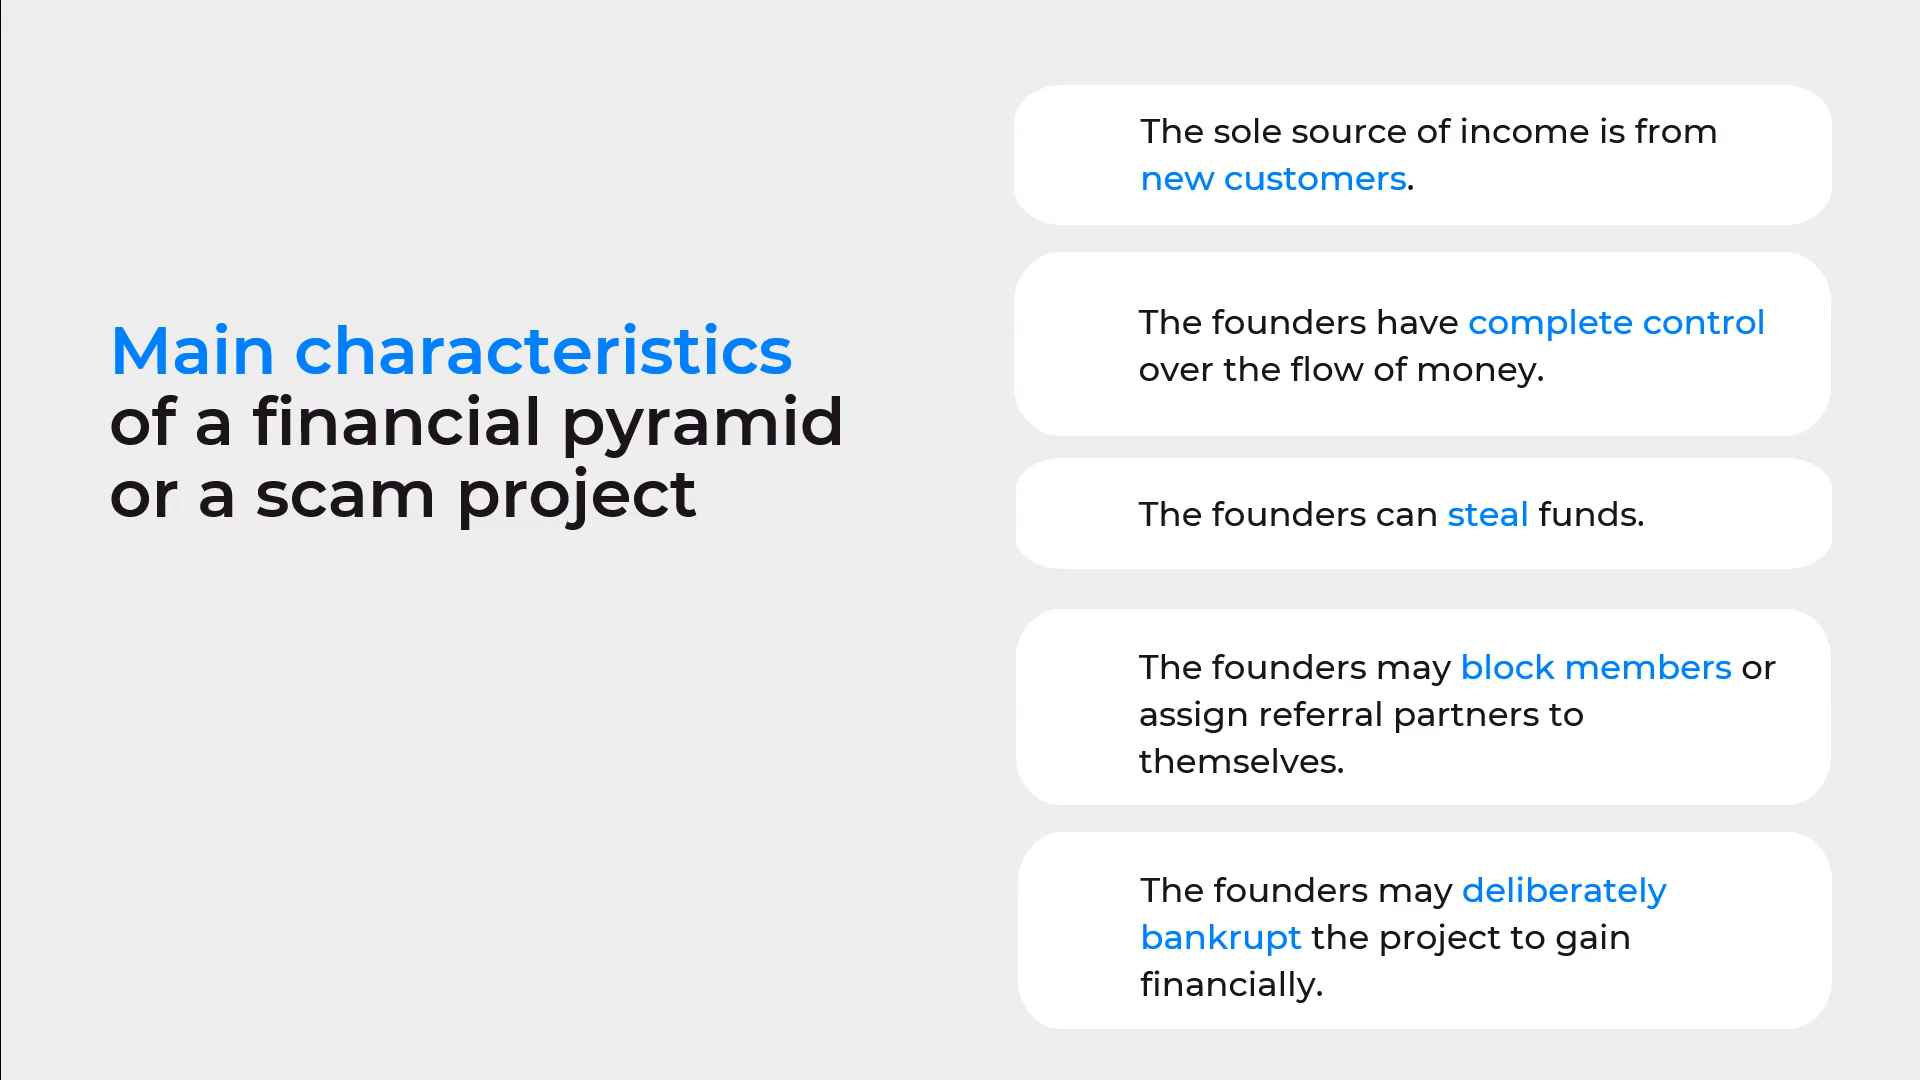 Main characteristics
of a financial pyramid
or a scam project
The sole source of income is from
new customers.
The founders have complete control
over the flow of money.
The founders can steal funds.
The founders may block members or
assign referral partners to
themselves.
The founders may deliberately
bankrupt the project to gain
financially.